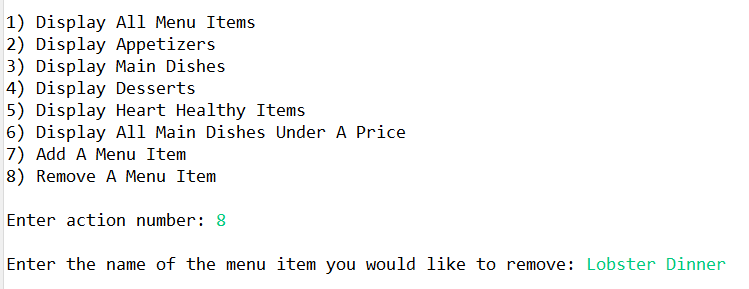 1) Display All Menu Items
2) Display Appetizers
3) Display Main Dishes
4) Display Desserts
5) Display Heart Healthy Items
6) Display All Main Dishes Under A Price
7) Add A Menu Item
8) Remove A Menu Item
Enter action number: 8
Enter the name of the menu item you would like to remove: Lobster Dinner